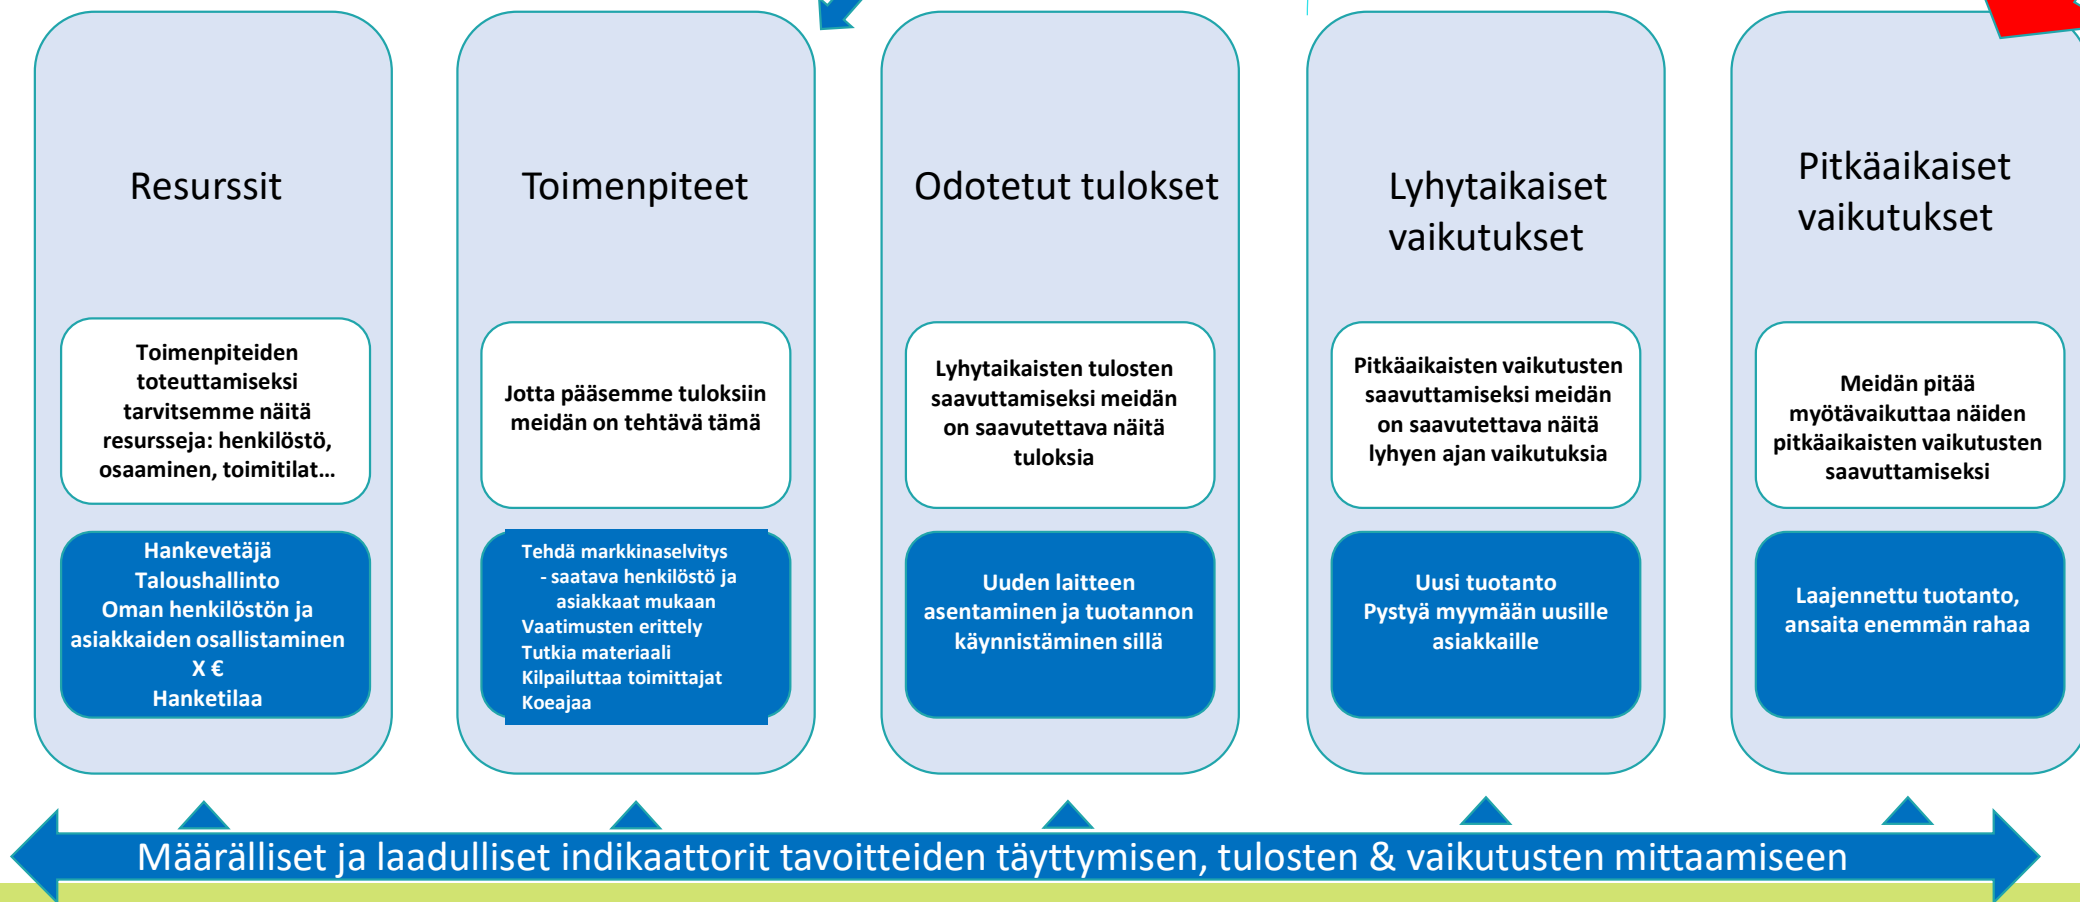 Resurssit
Toimenpiteiden
toteuttamiseksi
tarvitsemme näitä
resursseja: henkilöstö,
osaaminen, toimitilat…
Hankevetäjä
Taloushallinto
Oman henkilöstön ja
asiakkaiden osallistaminen
X €
Hanketilaa
Toimenpiteet
Jotta pääsemme tuloksiin
meidän on tehtävä tämä
Tehdä markkinaselvitys
- saatava henkilöstö ja
asiakkaat mukaan
Vaatimusten erittely
Tutkia materiaali
Kilpailuttaa toimittajat
Koeajaa
Odotetut tulokset
Lyhytaikaisten tulosten
saavuttamiseksi meidän
on saavutettava näitä
tuloksia
Uuden laitteen
asentaminen ja tuotannon
käynnistäminen sillä
Lyhytaikaiset
vaikutukset
Pitkäaikaisten vaikutusten
saavuttamiseksi meidän
on saavutettava näitä
lyhyen ajan vaikutuksia
Uusi tuotanto
Pystyä myymään uusille
asiakkaille
Pitkäaikaiset
vaikutukset
Meidän pitää
myötävaikuttaa näiden
pitkäaikaisten vaikutusten
saavuttamiseksi
Laajennettu tuotanto,
ansaita enemmän rahaa
Määrälliset ja laadulliset indikaattorit tavoitteiden täyttymisen, tulosten & vaikutusten mittaamiseen